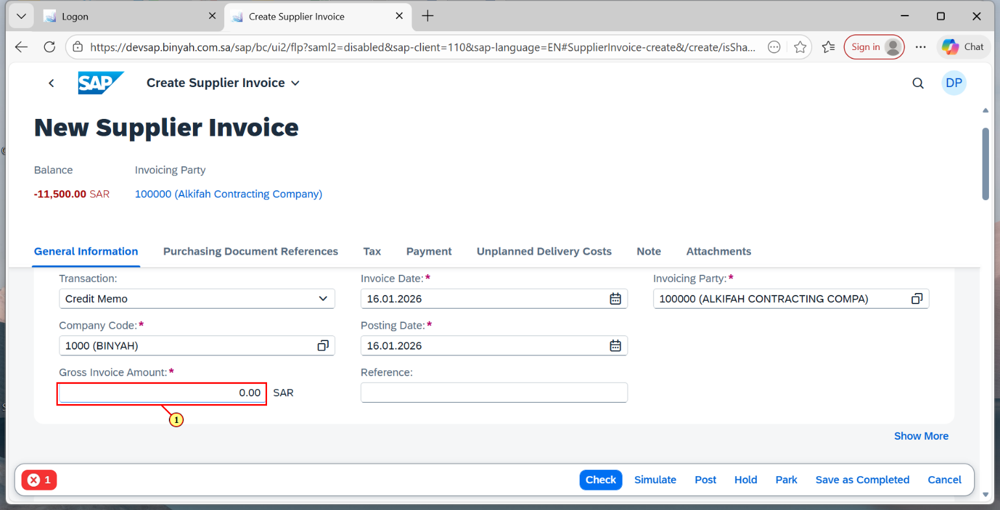 Logon
Create Supplier Invoice
https://devsap.binyah.com.sa/sap/bc/ui2/flp?saml2=disabled&sap-client=110&sap-language=EN#SupplierInvoice-create&/create/isSha...
Sign in
Chat
SAP
Create Supplier Invoice
DP
New Supplier Invoice
Balance
Invoicing Party
-11,500.00 SAR
100000 (Alkifah Contracting Company)
General Information
Purchasing Document References
Tax
Payment
Unplanned Delivery Costs
Note
Attachments
Transaction:
Invoice Date:*
Invoicing Party:*
Credit Memo
16.01.2026
100000 (ALKIFAH CONTRACTING COMPA)
Company Code:*
Posting Date:*
1000 (BINYAH)
16.01.2026
Gross Invoice Amount:*
Reference:
0.00 SAR
1
Show More
1
Check
Simulate
Post
Hold
Park
Save as Completed
Cancel